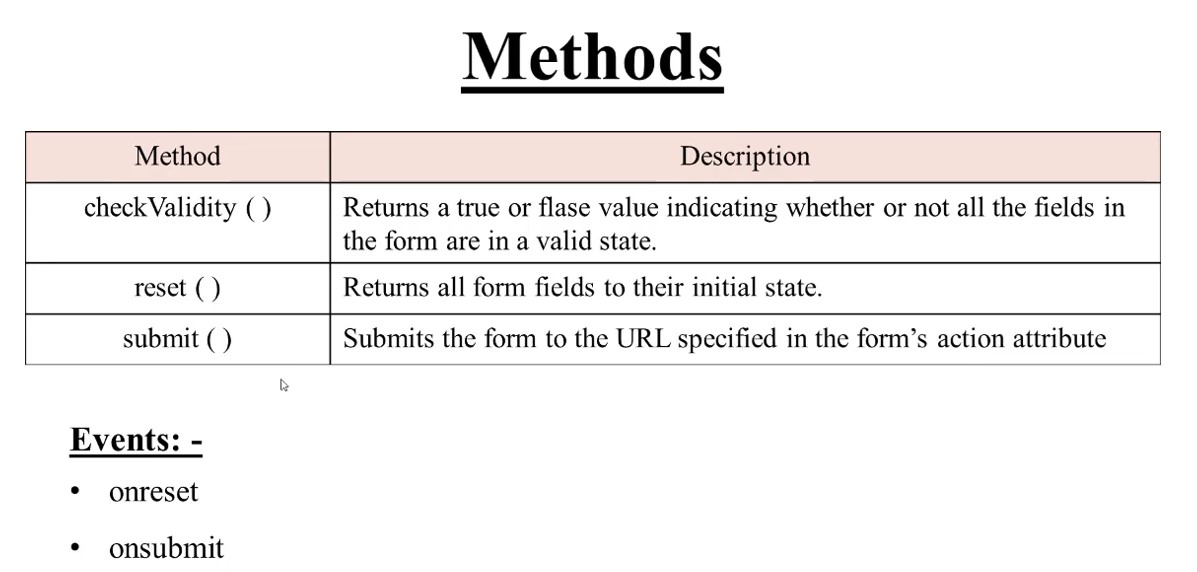 Methods
Method Description
checkValidity ( ) Returns a true or flase value indicating whether or not all the fields in
the form are in a valid state.
reset ( ) Returns all form fields to their initial state.
submit ( ) Submits the form to the URL specified in the form’s action attribute
Events: -
• onreset
• onsubmit